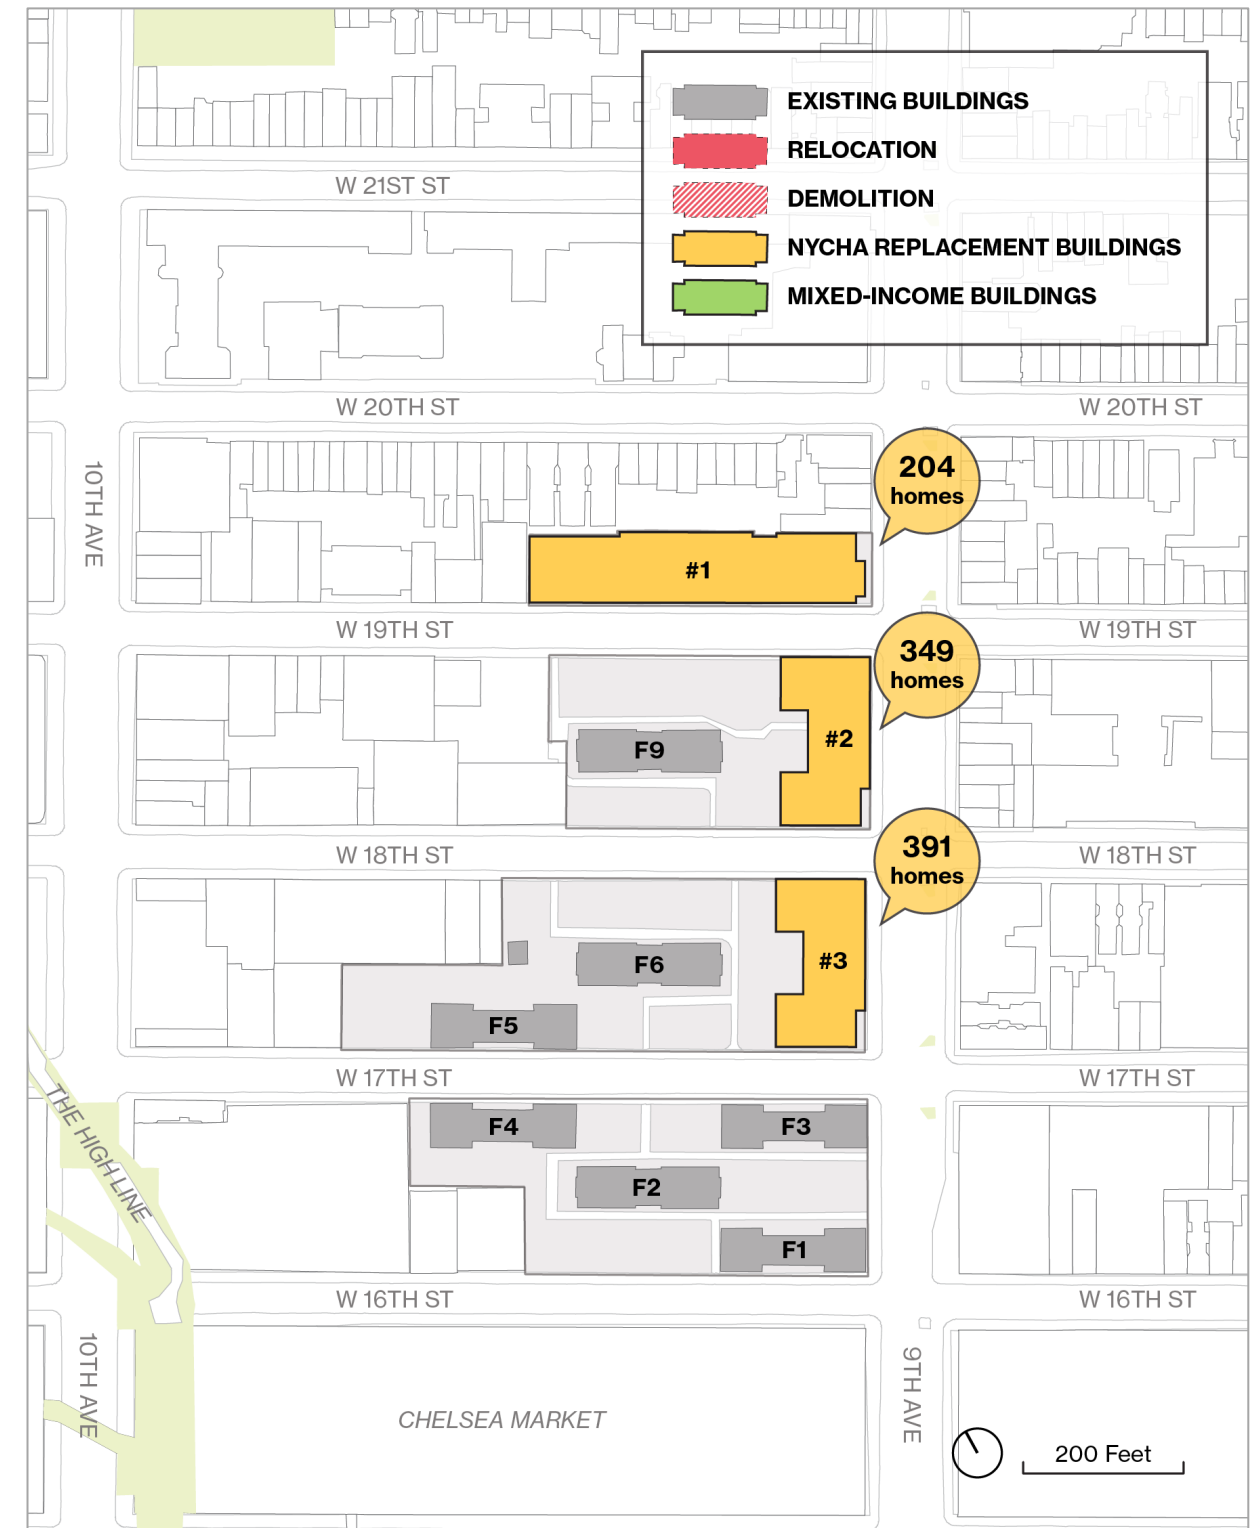 EXISTING BUILDINGS
RELOCATION
DEMOLITION
NYCHA REPLACEMENT BUILDINGS
MIXED-INCOME BUILDINGS
W 21ST ST
W 20TH ST
W 20TH ST
10TH AVE
204
homes
#1
W 19TH ST
W 19TH ST
349
homes
#2
F9
W 18TH ST
W 18TH ST
391
homes
#3
F6
F5
W 17TH ST
W 17TH ST
THE HIGH LINE
F4
F3
F2
F1
W 16TH ST
W 16TH ST
10TH AVE
9TH AVE
CHELSEA MARKET
200 Feet